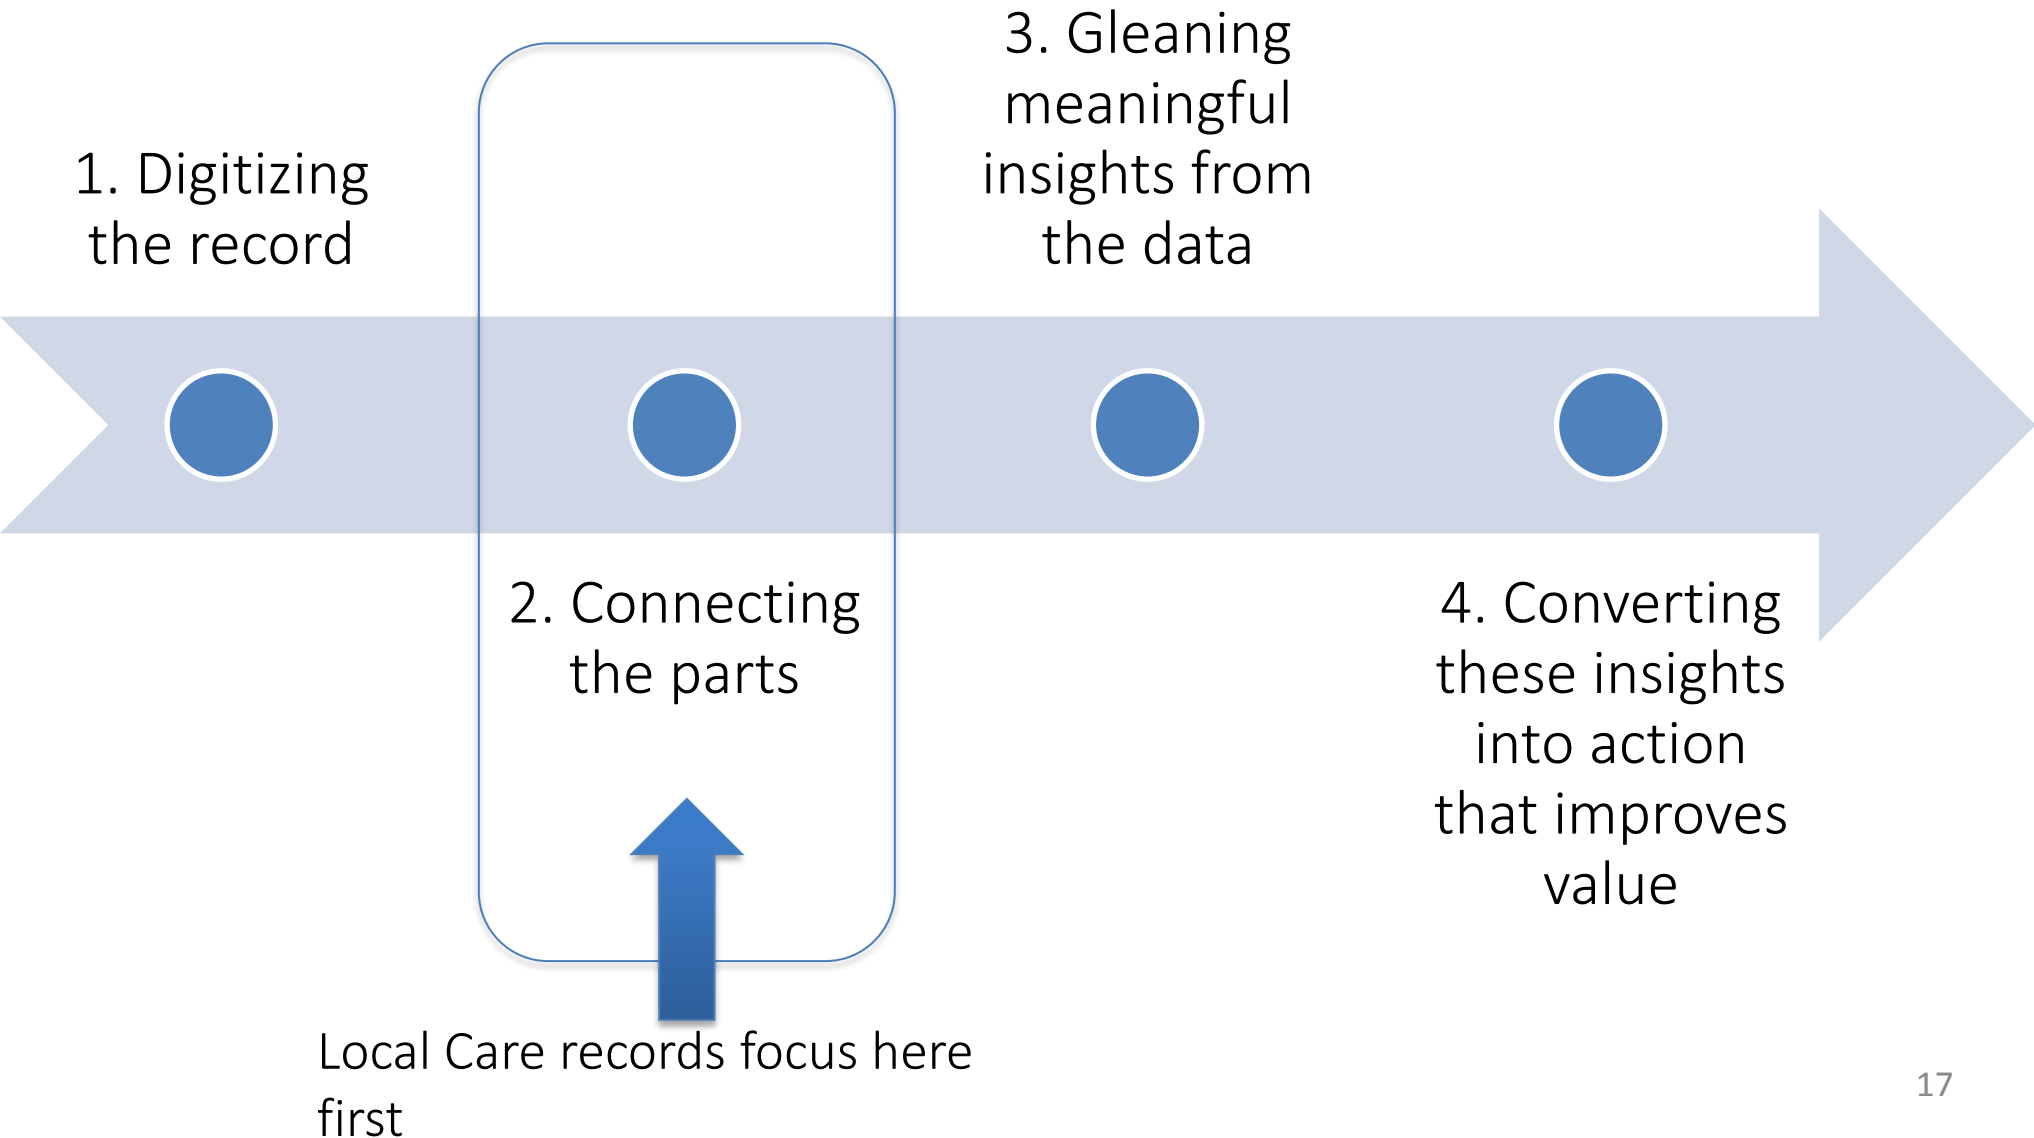 1. Digitizing
the record
2. Connecting
the parts
3. Gleaning
meaningful
insights from
the data
4. Converting
these insights
into action
that improves
value
Local Care records focus here
first
17